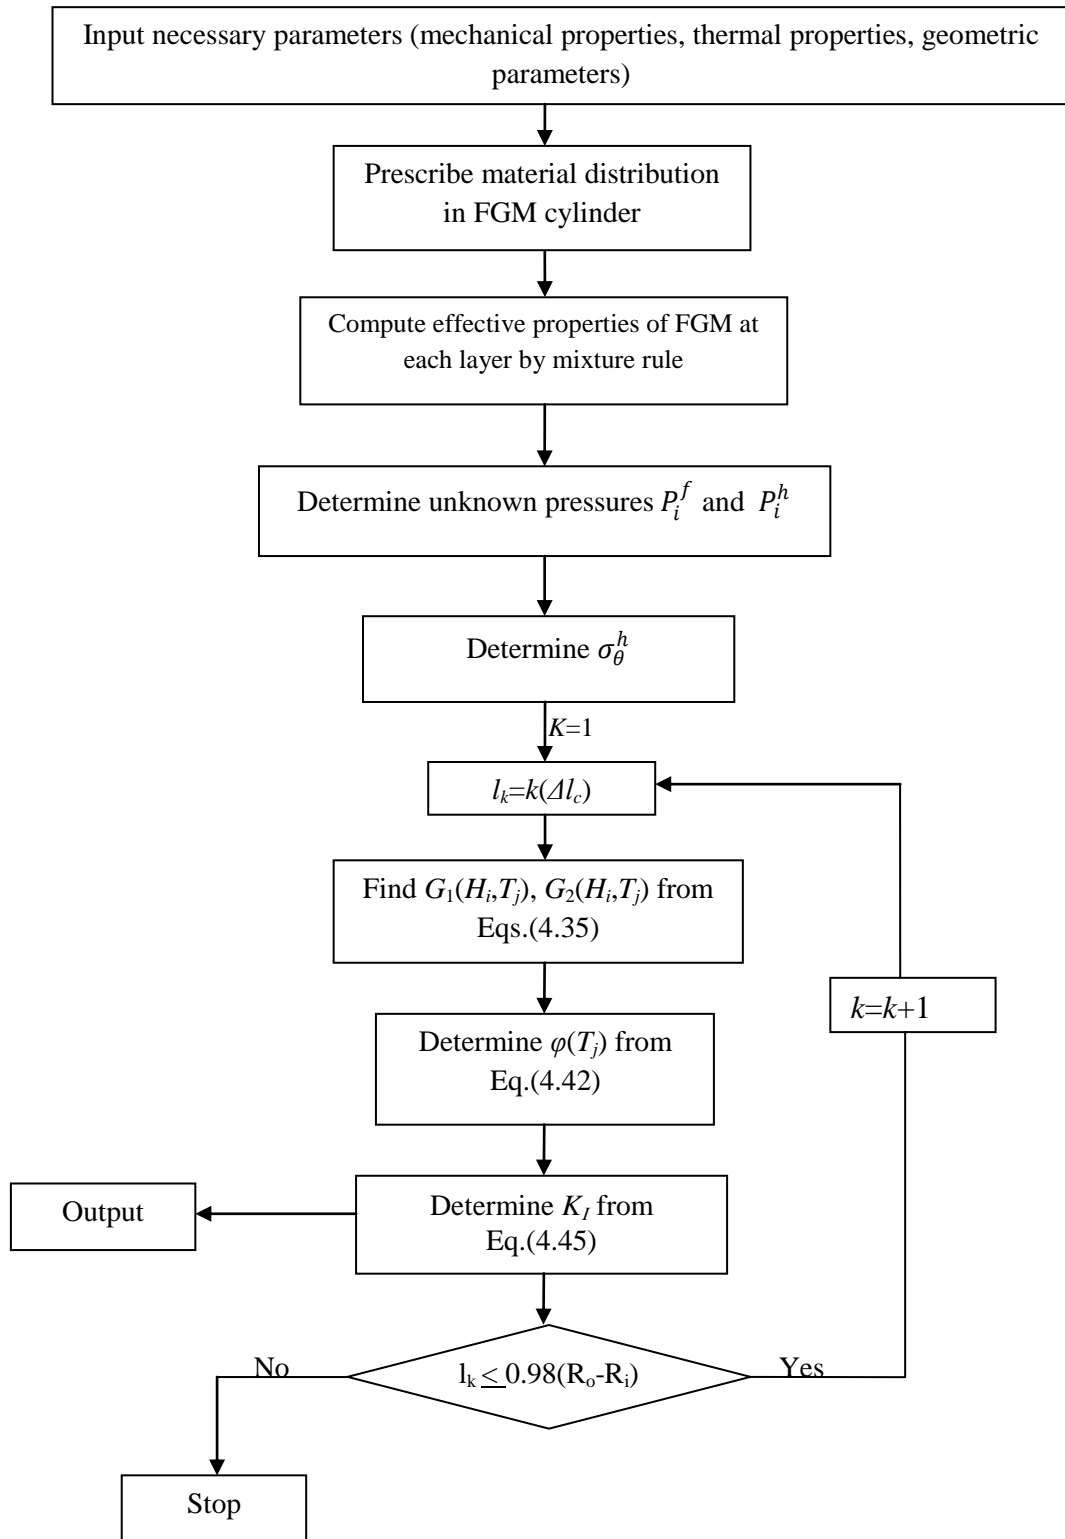 Input necessary parameters (mechanical properties, thermal properties, geometric
parameters)
Prescribe material distribution
in FGM cylinder
Compute effective properties of FGM at
each layer by mixture rule
Determine unknown pressures P_i^f and P_i^h
Determine σ_θ^h
K=1
l_k=k(Δl_c)
Find G₁(H_i,T_j), G₂(H_i,T_j) from
Eqs.(4.35)
k=k+1
Determine φ(T_j) from
Eq.(4.42)
Output
Determine K_I from
Eq.(4.45)
No
l_k ≤ 0.98(R_o-R_i)
Yes
Stop